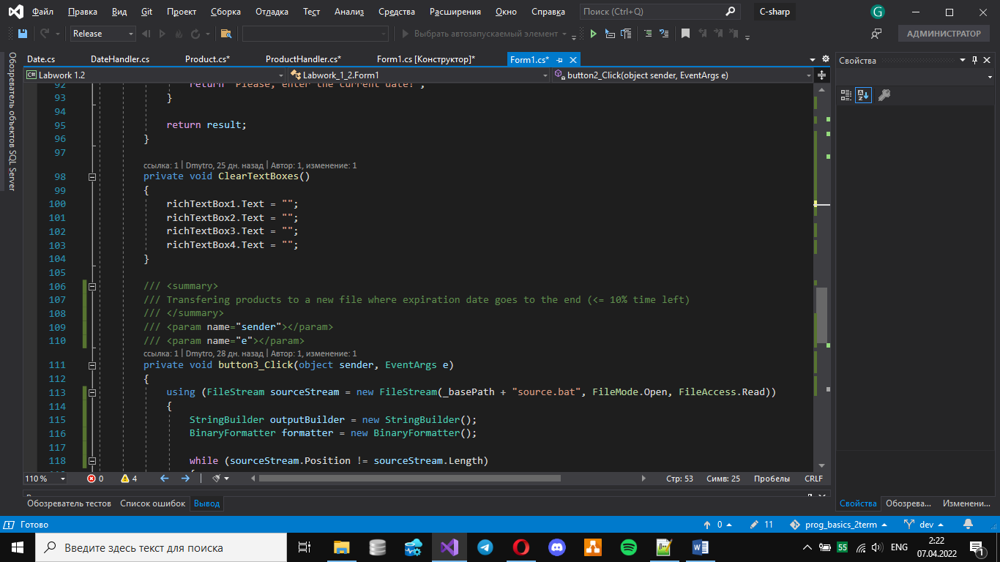 Файл Правка Вид Git Проект Сборка Отладка Тест Анализ Средства Расширения Окно Справка Поиск (Ctrl+Q) C-sharp G
Release Выбрать автозапускаемый элемент АДМИНИСТРАТОР
Date.cs DateHandler.cs Product.cs* ProductHandler.cs* Form1.cs [Конструктор]* Form1.cs* Свойства
Labwork 1.2 Labwork_1_2.Form1 button2_Click(object sender, EventArgs e)
Обозреватель объектов SQL Server
92 return "Please, enter the current date!";
93 }
94
95 return result;
96 }
97
ссылка: 1 | Dmytro, 25 дн. назад | Автор: 1, изменение: 1
98 private void ClearTextBoxes()
99 {
100 richTextBox1.Text = "";
101 richTextBox2.Text = "";
102 richTextBox3.Text = "";
103 richTextBox4.Text = "";
104 }
105
106 /// <summary>
107 /// Transfering products to a new file where expiration date goes to the end (<= 10% time left)
108 /// </summary>
109 /// <param name="sender"></param>
110 /// <param name="e"></param>
ссылка: 1 | Dmytro, 28 дн. назад | Автор: 1, изменение: 1
111 private void button3_Click(object sender, EventArgs e)
112 {
113 using (FileStream sourceStream = new FileStream(_basePath + "source.bat", FileMode.Open, FileAccess.Read))
114 {
115 StringBuilder outputBuilder = new StringBuilder();
116 BinaryFormatter formatter = new BinaryFormatter();
117
118 while (sourceStream.Position != sourceStream.Length)
110 % 0 4 Стр: 53 Симв: 25 Пробелы CRLF
Обозреватель тестов Список ошибок Вывод Свойства Обозрева... Изменени...
Готово 0 11 prog_basics_2term dev
Введите здесь текст для поиска 55 ENG 2:22 07.04.2022 1